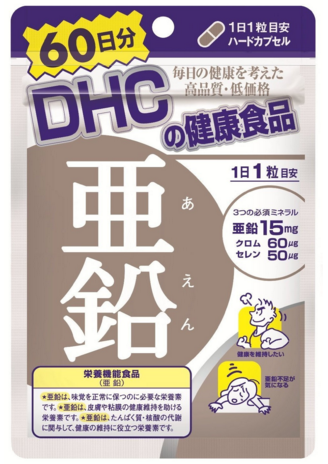 60日分
1日1粒目安
ハードカプセル
毎日の健康を考えた
高品質・低価格
DHC
の健康食品
亜鉛
あえん
1日1粒目安
3つの必須ミネラル
亜鉛15mg
クロム 60μg
セレン 50μg
健康を維持したい
亜鉛不足が
気になる
栄養機能食品
(亜 鉛)
★亜鉛は、味覚を正常に保つのに必要な栄養素
です。★亜鉛は、皮膚や粘膜の健康維持を助ける
栄養素です。★亜鉛は、たんぱく質・核酸の代謝
に関与して、健康の維持に役立つ栄養素です。